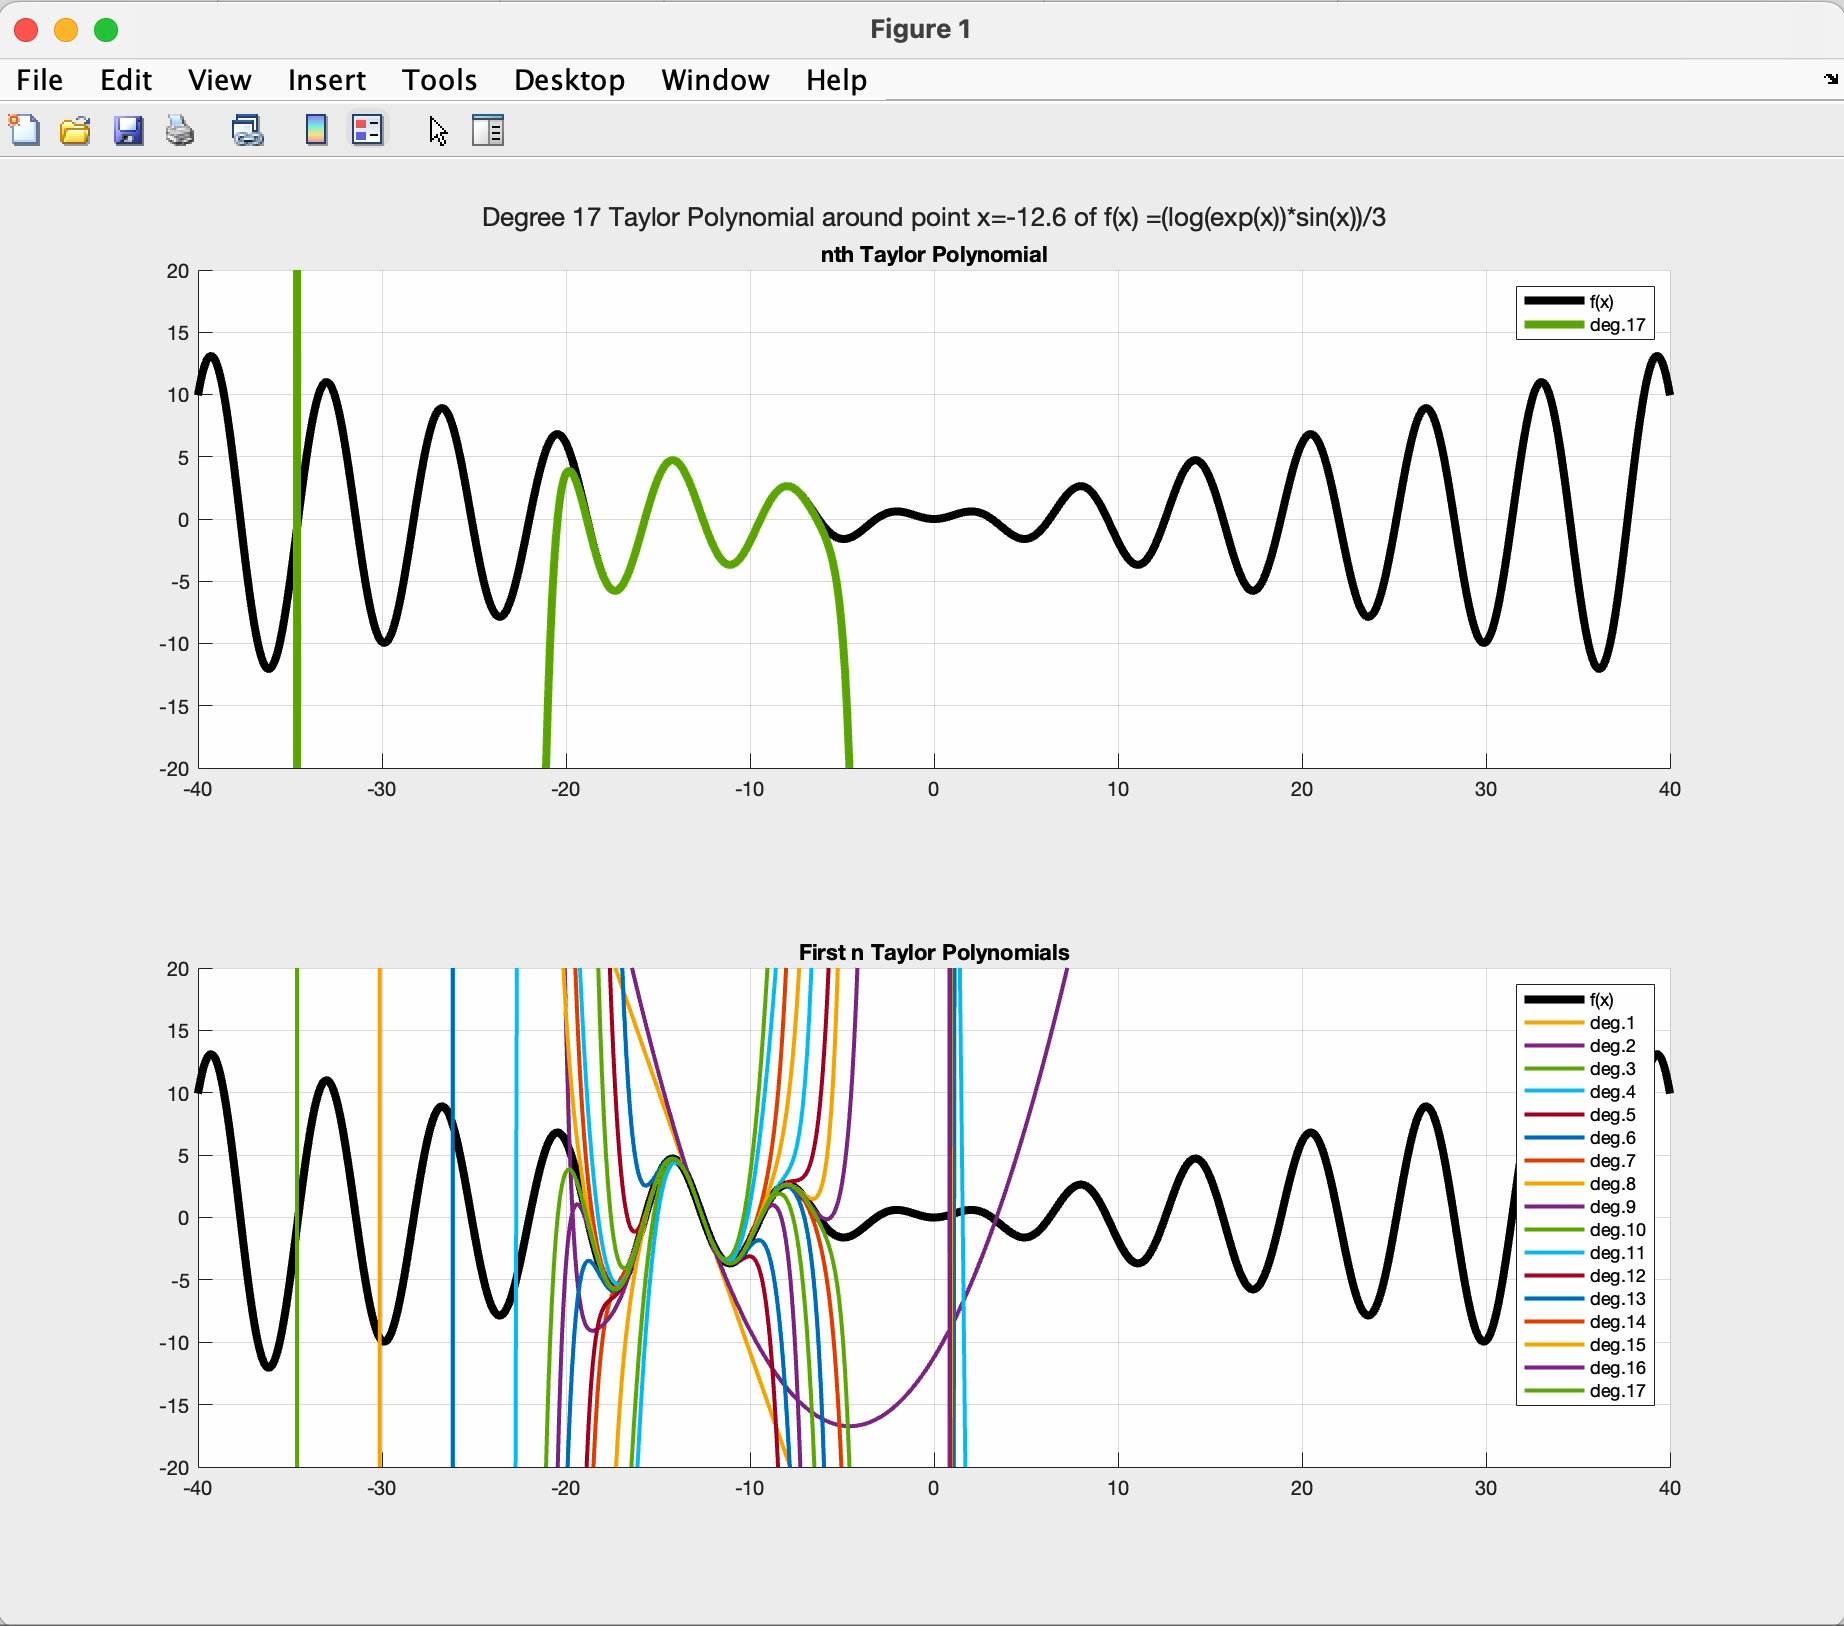 Figure 1
File Edit View Insert Tools Desktop Window Help
Degree 17 Taylor Polynomial around point x=-12.6 of f(x) =(log(exp(x))*sin(x))/3
nth Taylor Polynomial
20
15
10
5
0
-5
-10
-15
-20
-40 -30 -20 -10 0 10 20 30 40
f(x)
deg.17
First n Taylor Polynomials
20
15
10
5
0
-5
-10
-15
-20
-40 -30 -20 -10 0 10 20 30 40
f(x)
deg.1
deg.2
deg.3
deg.4
deg.5
deg.6
deg.7
deg.8
deg.9
deg.10
deg.11
deg.12
deg.13
deg.14
deg.15
deg.16
deg.17